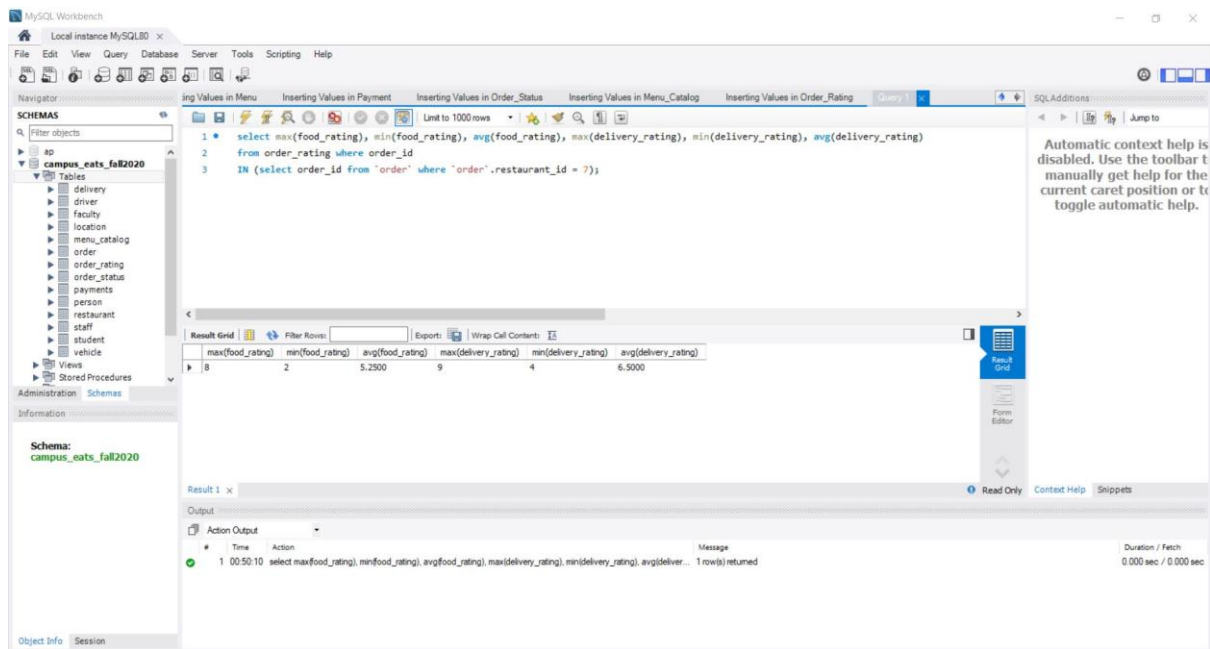 MySQL Workbench
Local instance MySQL80 ×
File Edit View Query Database Server Tools Scripting Help
Navigator
SCHEMAS
Filter objects
ap
campus_eats_fall2020
Tables
delivery
driver
faculty
location
menu_catalog
order
order_rating
order_status
payments
person
restaurant
staff
student
vehicle
Views
Stored Procedures
Administration Schemas
Information
Schema:
campus_eats_fall2020
Object Info Session
ing Values in Menu Inserting Values in Payment Inserting Values in Order_Status Inserting Values in Menu_Catalog Inserting Values in Order_Rating Query 1 ×
Limit to 1000 rows
1 select max(food_rating), min(food_rating), avg(food_rating), max(delivery_rating), min(delivery_rating), avg(delivery_rating)
2 from order_rating where order_id
3 IN (select order_id from `order` where `order`.restaurant_id = 7);
Result Grid Filter Rows: Export: Wrap Cell Content:
max(food_rating) min(food_rating) avg(food_rating) max(delivery_rating) min(delivery_rating) avg(delivery_rating)
8 2 5.2500 9 4 6.5000
Result Grid
Form Editor
Result 1 ×
Read Only
Output
Action Output
# Time Action Message Duration / Fetch
1 00:50:10 select max(food_rating), min(food_rating), avg(food_rating), max(delivery_rating), min(delivery_rating), avg(deliver... 1 row(s) returned 0.000 sec / 0.000 sec
SQLAdditions
Jump to
Automatic context help is
disabled. Use the toolbar t
manually get help for the
current caret position or to
toggle automatic help.
Context Help Snippets